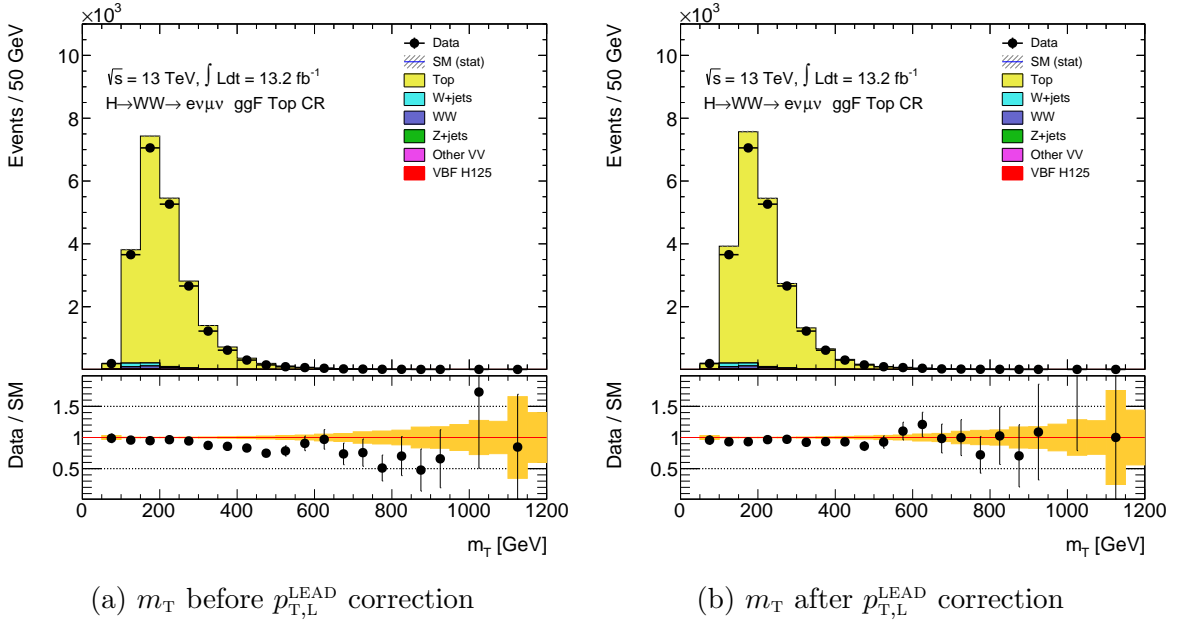 ×10³
Events / 50 GeV
10
8
6
4
2
√s = 13 TeV, ∫ Ldt = 13.2 fb⁻¹
H→WW→ eνμν ggF Top CR
Data
SM (stat)
Top
W+jets
WW
Z+jets
Other VV
VBF H125
Data / SM
1.5
1
0.5
0 200 400 600 800 1000 1200
m_T [GeV]
(a) m_T before p_{T,L}^{LEAD} correction
×10³
Events / 50 GeV
10
8
6
4
2
√s = 13 TeV, ∫ Ldt = 13.2 fb⁻¹
H→WW→ eνμν ggF Top CR
Data
SM (stat)
Top
W+jets
WW
Z+jets
Other VV
VBF H125
Data / SM
1.5
1
0.5
0 200 400 600 800 1000 1200
m_T [GeV]
(b) m_T after p_{T,L}^{LEAD} correction